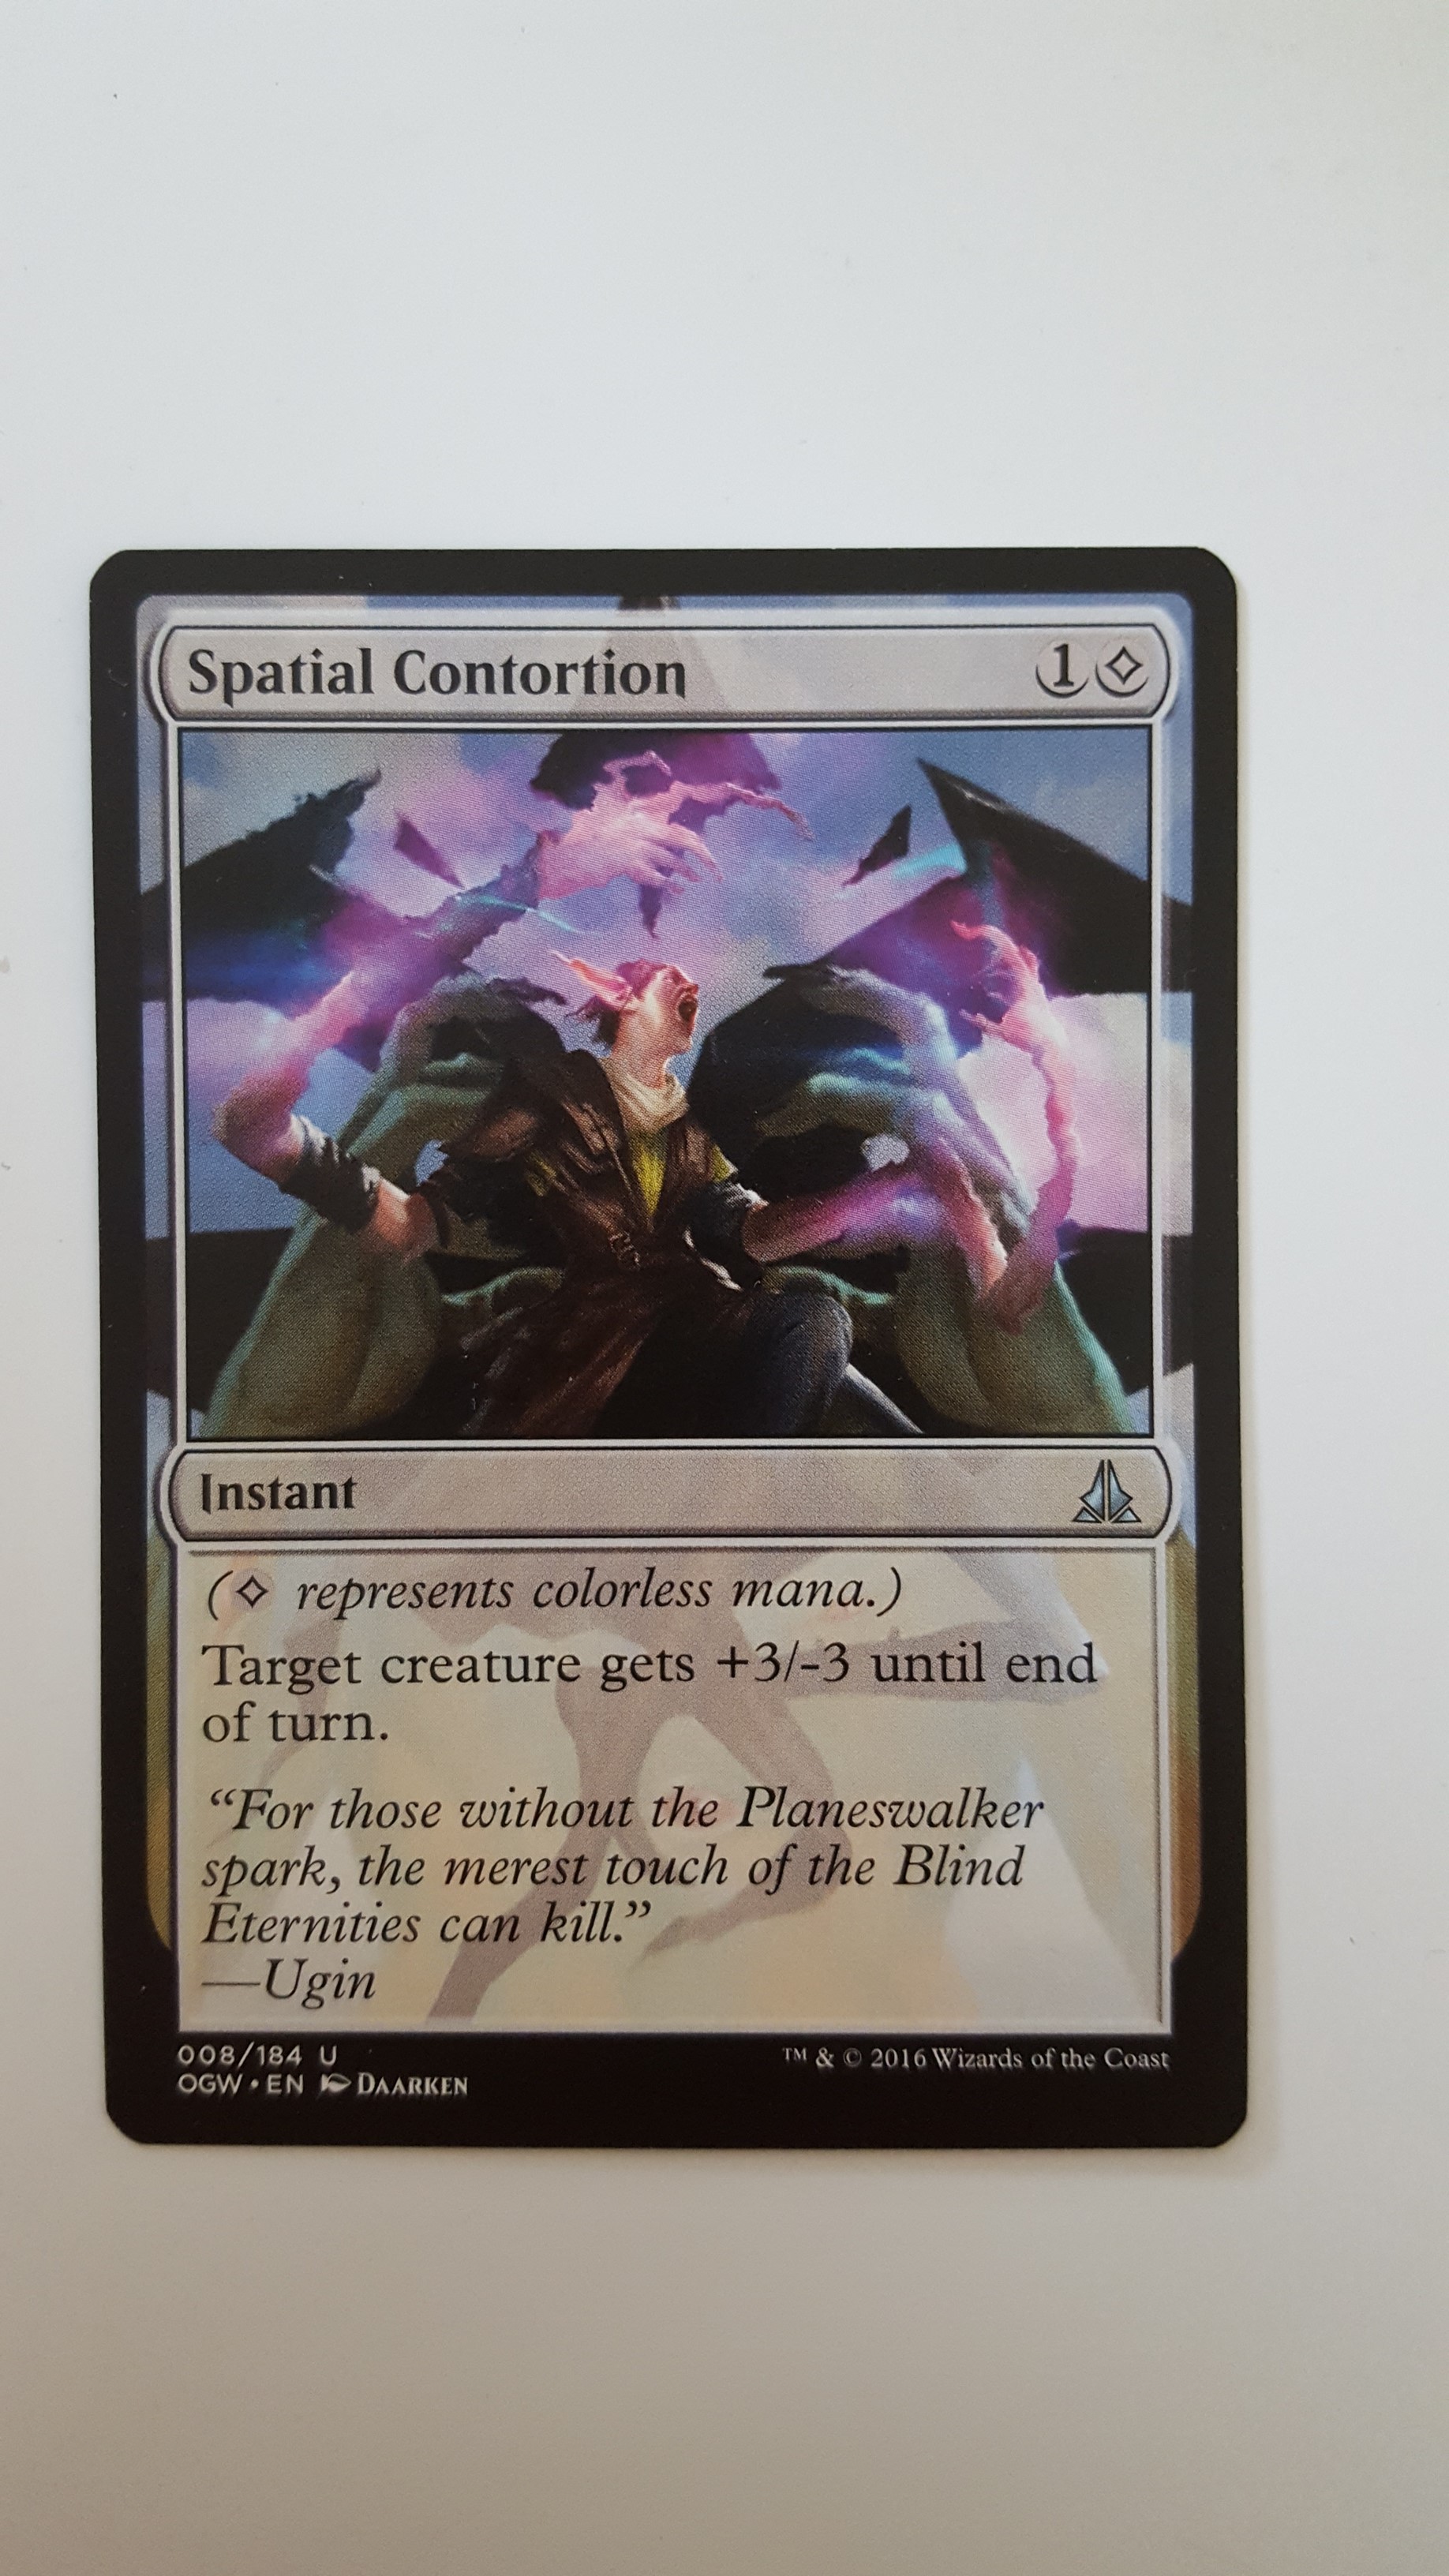 Spatial Contortion 1
Instant
( represents colorless mana.)
Target creature gets +3/-3 until end
of turn.
“For those without the Planeswalker
spark, the merest touch of the Blind
Eternities can kill.”
—Ugin
008/184 U
OGW • EN DAARKEN
™ & © 2016 Wizards of the Coast